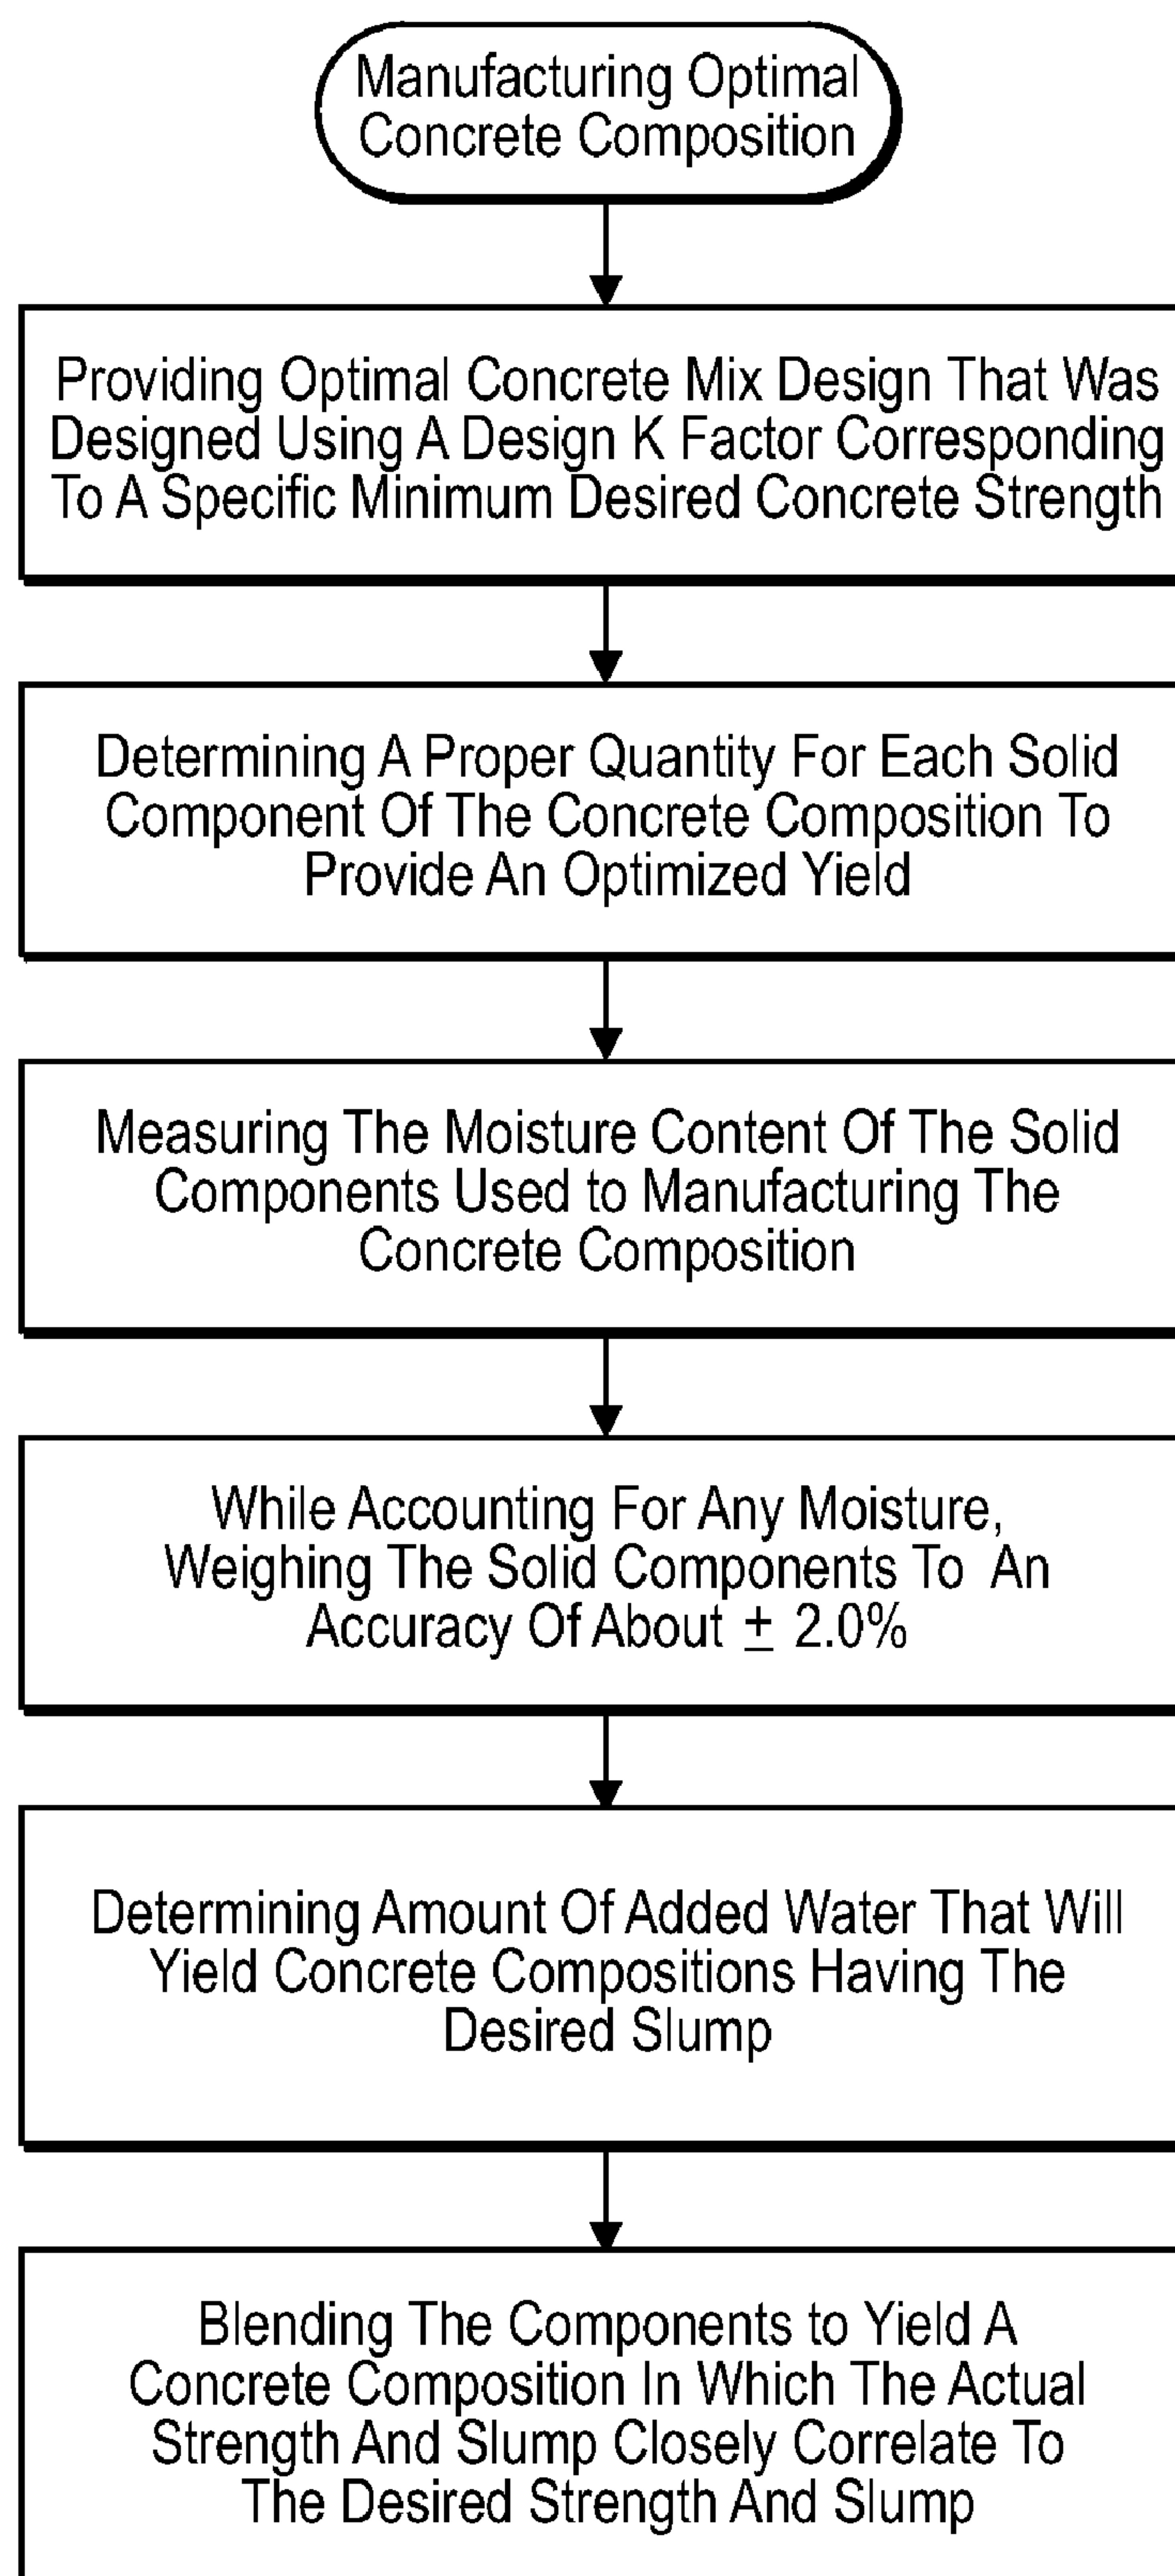 Manufacturing Optimal
Concrete Composition
Providing Optimal Concrete Mix Design That Was
Designed Using A Design K Factor Corresponding
To A Specific Minimum Desired Concrete Strength
Determining A Proper Quantity For Each Solid
Component Of The Concrete Composition To
Provide An Optimized Yield
Measuring The Moisture Content Of The Solid
Components Used to Manufacturing The
Concrete Composition
While Accounting For Any Moisture,
Weighing The Solid Components To An
Accuracy Of About ± 2.0%
Determining Amount Of Added Water That Will
Yield Concrete Compositions Having The
Desired Slump
Blending The Components to Yield A
Concrete Composition In Which The Actual
Strength And Slump Closely Correlate To
The Desired Strength And Slump